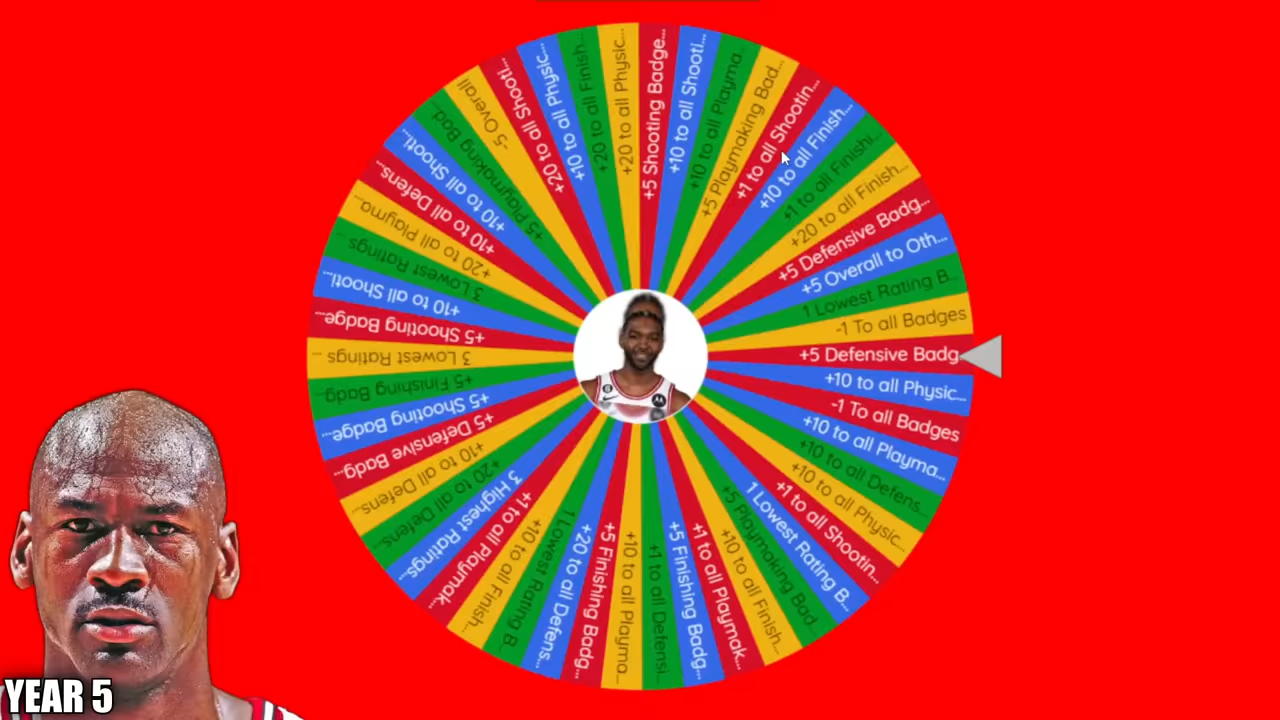 +5 Shooting Badge...
+10 to all Shooti...
+10 to all Playma...
+5 Playmaking Bad...
+1 to all Shootin...
+10 to all Finish...
+1 to all Finishi...
+20 to all Finish...
+5 Defensive Badg...
+5 Overall to Oth...
1 Lowest Rating B...
-1 To all Badges
+5 Defensive Badg...
+10 to all Physic...
-1 To all Badges
+10 to all Playma...
+10 to all Defens...
+10 to all Physic...
+1 to all Shootin...
1 Lowest Rating B...
+5 Playmaking Bad...
+10 to all Finish...
+1 to all Playmak...
+5 Finishing Badg...
+1 to all Defensi...
+10 to all Playma...
+5 Finishing Badg...
+20 to all Defens...
1 Lowest Rating B...
+10 to all Finish...
+1 to all Playmak...
3 Highest Ratings...
+20 to all Defens...
+10 to all Defens...
+5 Defensive Badg...
+5 Shooting Badge...
+5 Finishing Badg...
3 Lowest Ratings ...
+5 Shooting Badge...
+10 to all Shooti...
3 Lowest Ratings ...
+20 to all Playma...
+10 to all Defens...
+10 to all Shooti...
+5 Playmaking Bad...
-5 Overall
+20 to all Shooti...
+10 to all Physic...
+20 to all Finish...
+20 to all Physic...
YEAR 5